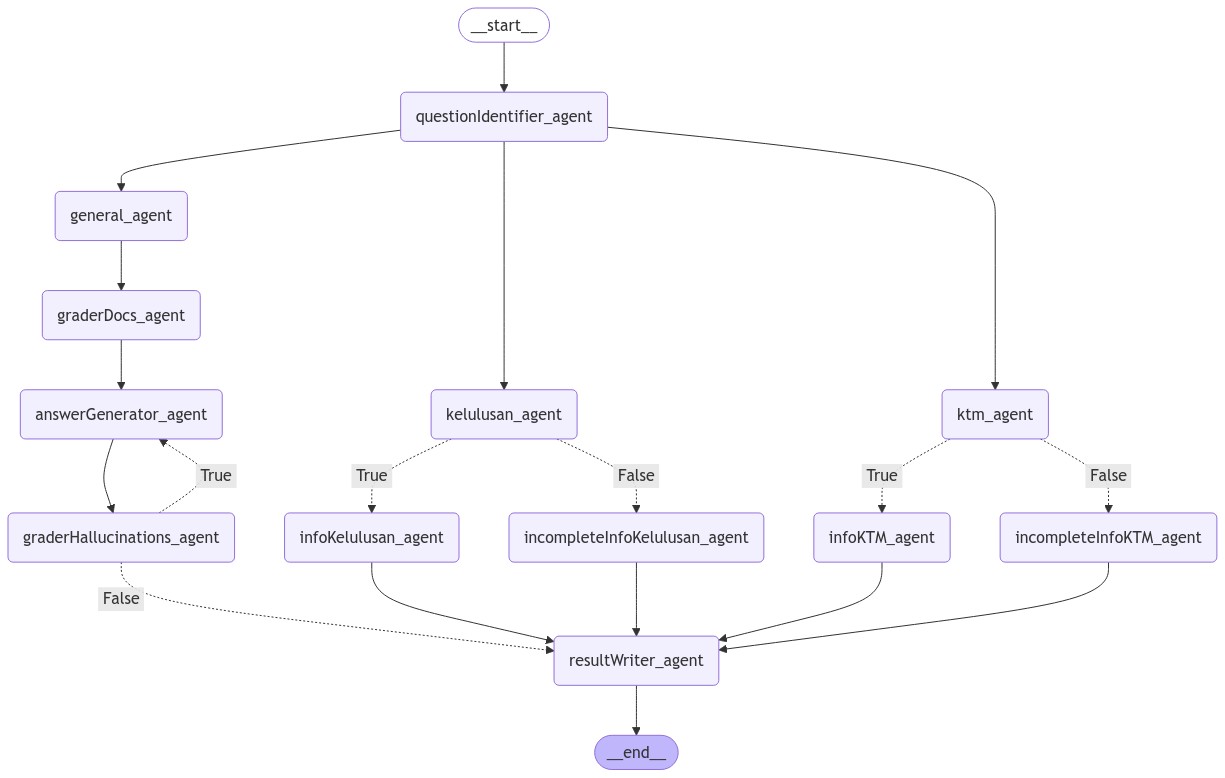 __start__
questionIdentifier_agent
general_agent
graderDocs_agent
answerGenerator_agent
kelulusan_agent
ktm_agent
True
True
False
True
False
graderHallucinations_agent
infoKelulusan_agent
incompleteInfoKelulusan_agent
infoKTM_agent
incompleteInfoKTM_agent
False
resultWriter_agent
__end__